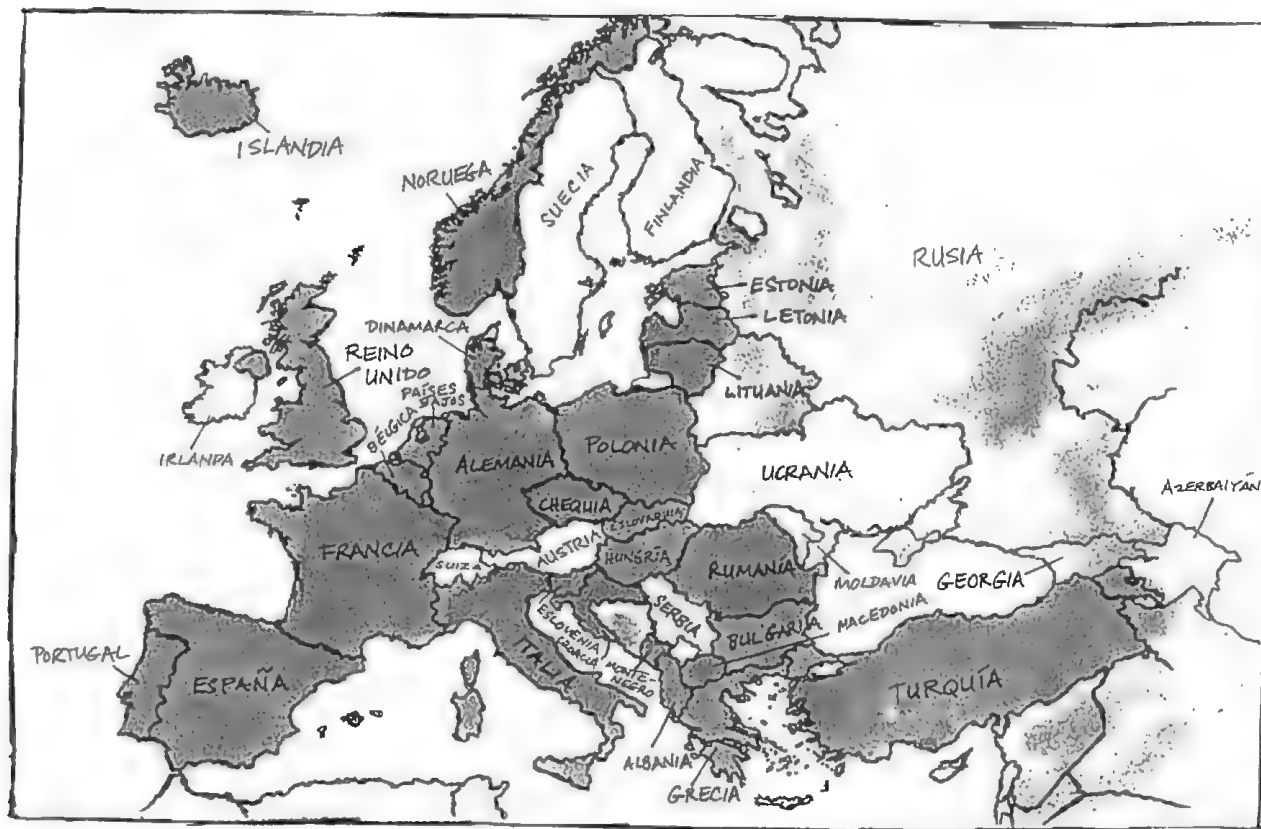 ISLANDIA
NORUEGA
SUECIA
FINLANDIA
RUSIA
ESTONIA
LETONIA
DINAMARCA
REINO
UNIDO
LITUANIA
PAÍSES
BAJOS
BÉLGICA
IRLANDA
ALEMANIA
POLONIA
UCRANIA
AZERBAIYÁN
CHEQUIA
ESLOVAQUIA
FRANCIA
SUIZA
AUSTRIA
HUNGRÍA
RUMANÍA
MOLDAVIA
GEORGIA
SERBIA
MACEDONIA
ESLOVENIA
CROACIA
BULGARIA
PORTUGAL
ESPAÑA
ITALIA
MONTE-
NEGRO
TURQUÍA
ALBANIA
GRECIA